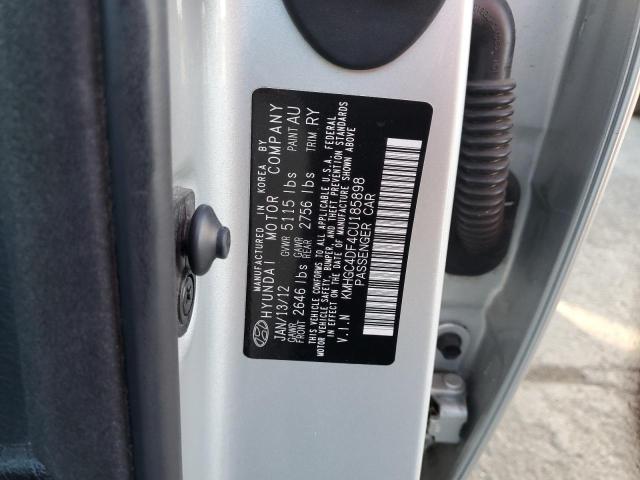 MANUFACTURED IN KOREA BY
HYUNDAI MOTOR COMPANY
JAN/13/12 GVWR 5115 lbs PAINT AU
GAWR FRONT 2646 lbs GAWR REAR 2756 lbs TRIM RY
THIS VEHICLE CONFORMS TO ALL APPLICABLE U.S.A. FEDERAL
MOTOR VEHICLE SAFETY, BUMPER, AND THEFT PREVENTION STANDARDS
IN EFFECT ON THE DATE OF MANUFACTURE SHOWN ABOVE
V.I.N KMHGC4DF4CU185898
PASSENGER CAR